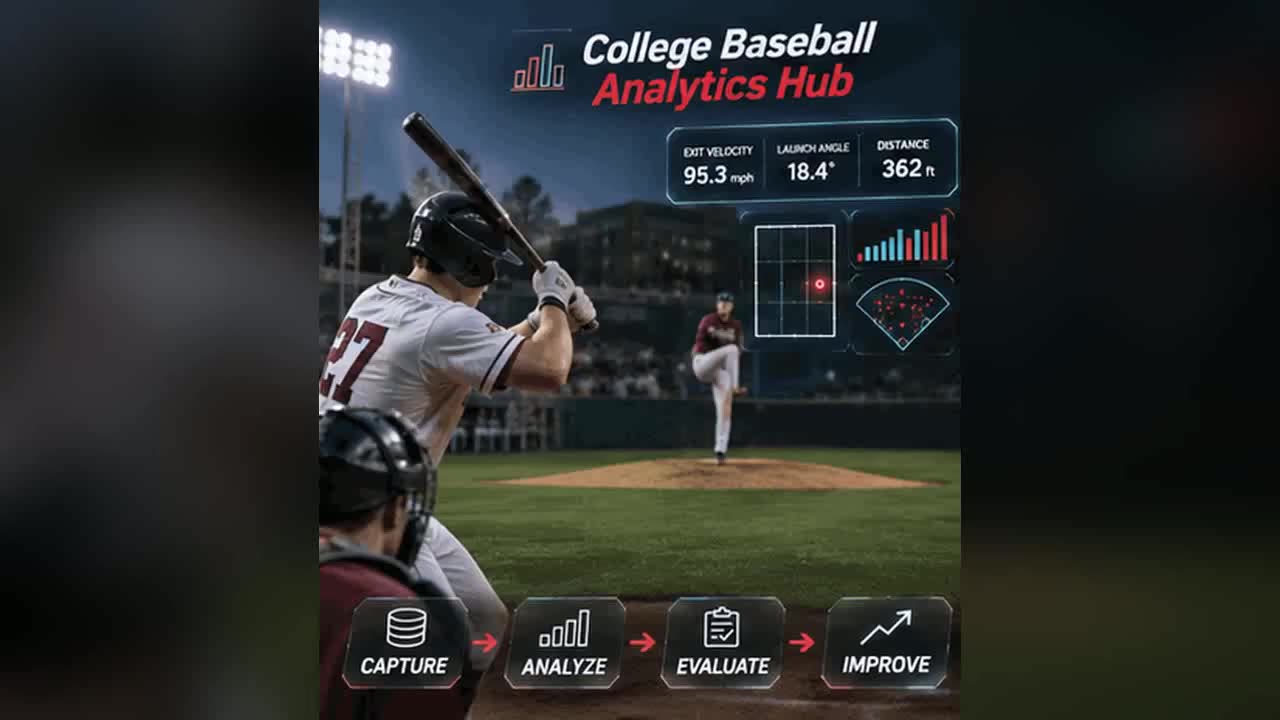 College Baseball
Analytics Hub
EXIT VELOCITY
95.3 mph
LAUNCH ANGLE
18.4°
DISTANCE
362 ft
27
CAPTURE
ANALYZE
EVALUATE
IMPROVE